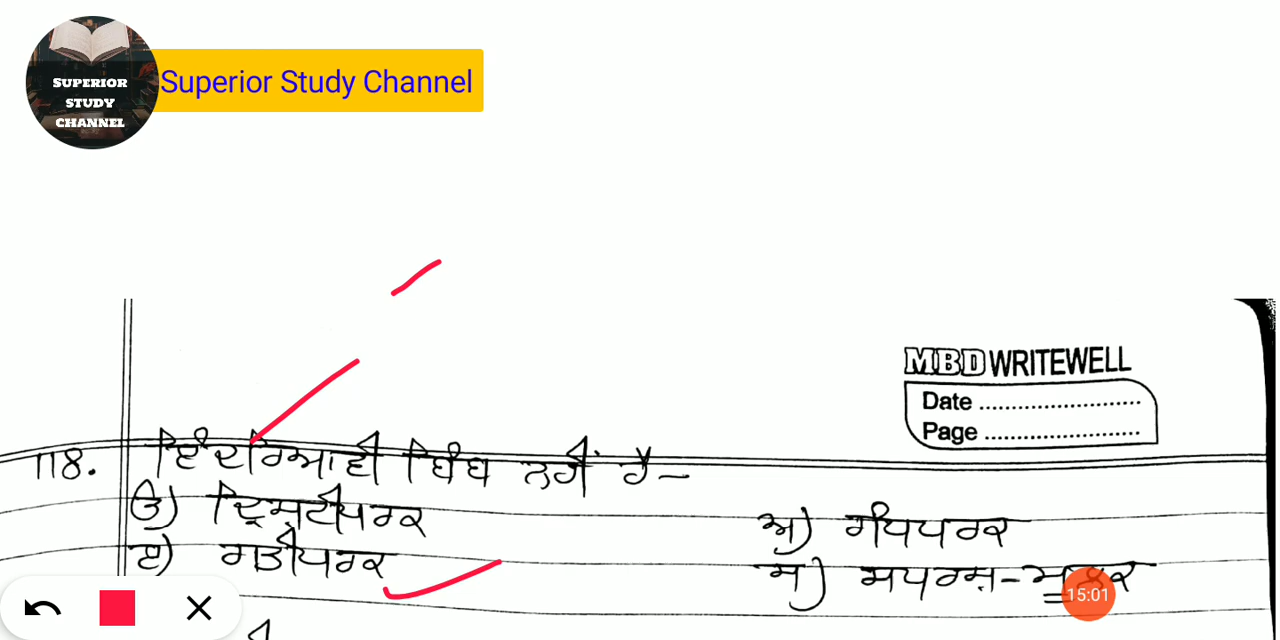 SUPERIOR
STUDY
CHANNEL
Superior Study Channel
MBD WRITEWELL
Date ........................
Page .......................
118. ਇੰਦਰਿਆਵੀ ਬਿੰਬ ਨਹੀਂ ਹੈ-
ੳ) ਦ੍ਰਿਸ਼ਟੀਪਰਕ
ਅ) ਗੰਧਪਰਕ
ੲ) ਗਤੀਪਰਕ
ਸ) ਸਪਰਸ਼-ਮੂਲਕ
15:01